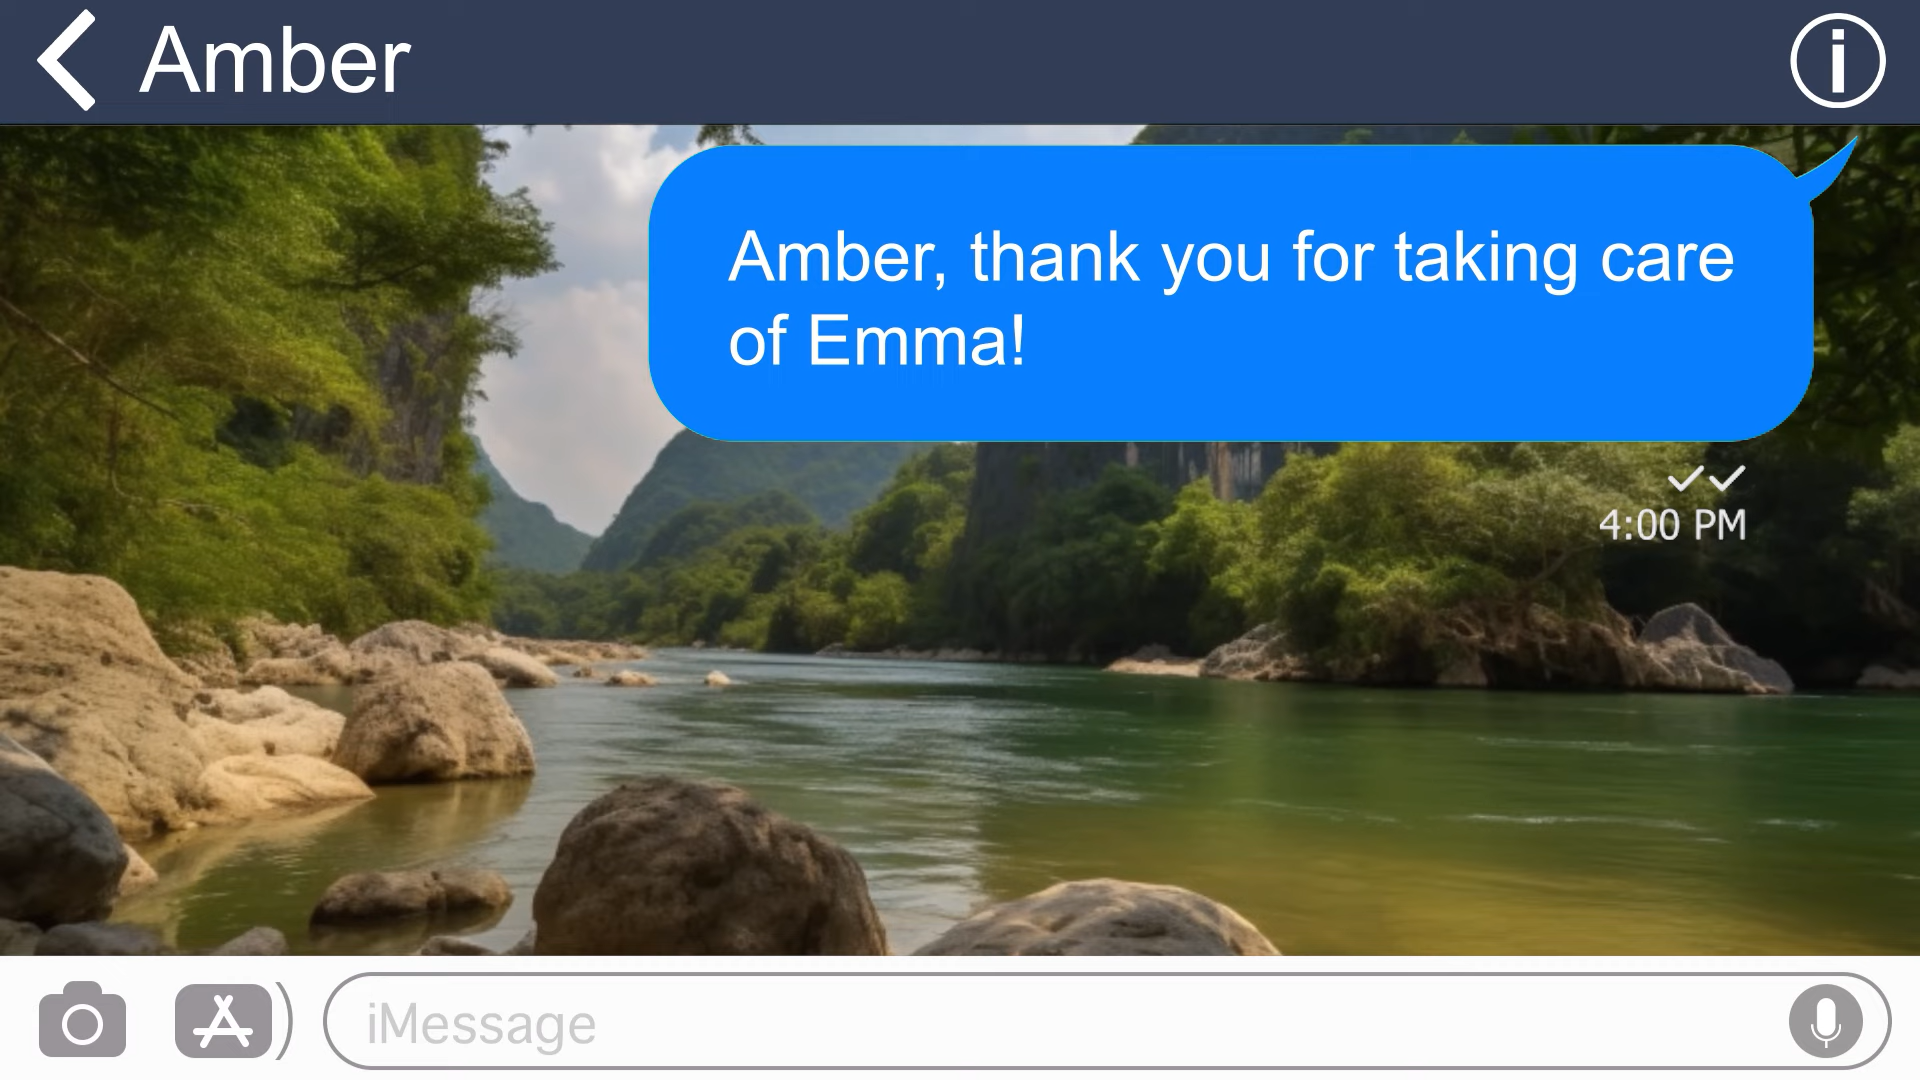 Amber
Amber, thank you for taking care
of Emma!
4:00 PM
iMessage